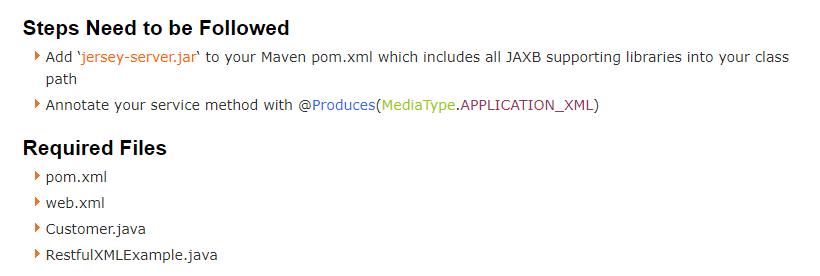 Steps Need to be Followed
Add ‘jersey-server.jar‘ to your Maven pom.xml which includes all JAXB supporting libraries into your class
path
Annotate your service method with @Produces(MediaType.APPLICATION_XML)
Required Files
pom.xml
web.xml
Customer.java
RestfulXMLExample.java